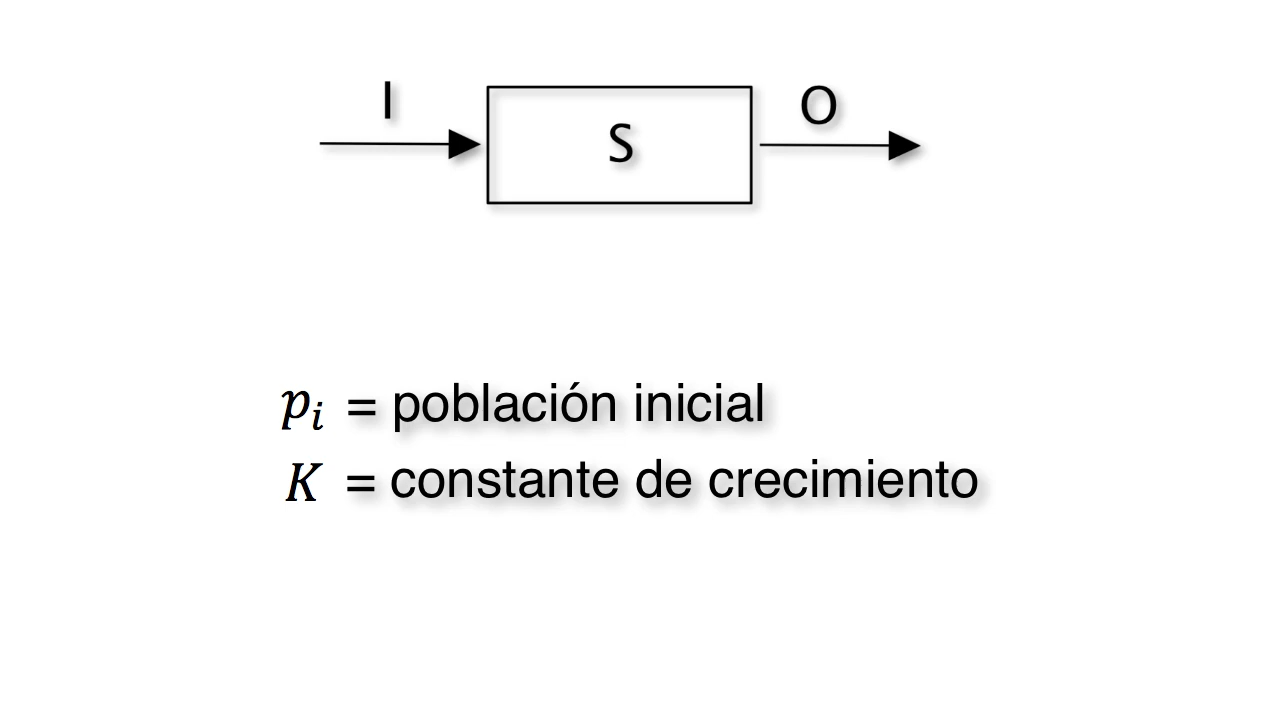 I
S
O
pᵢ = población inicial
K = constante de crecimiento